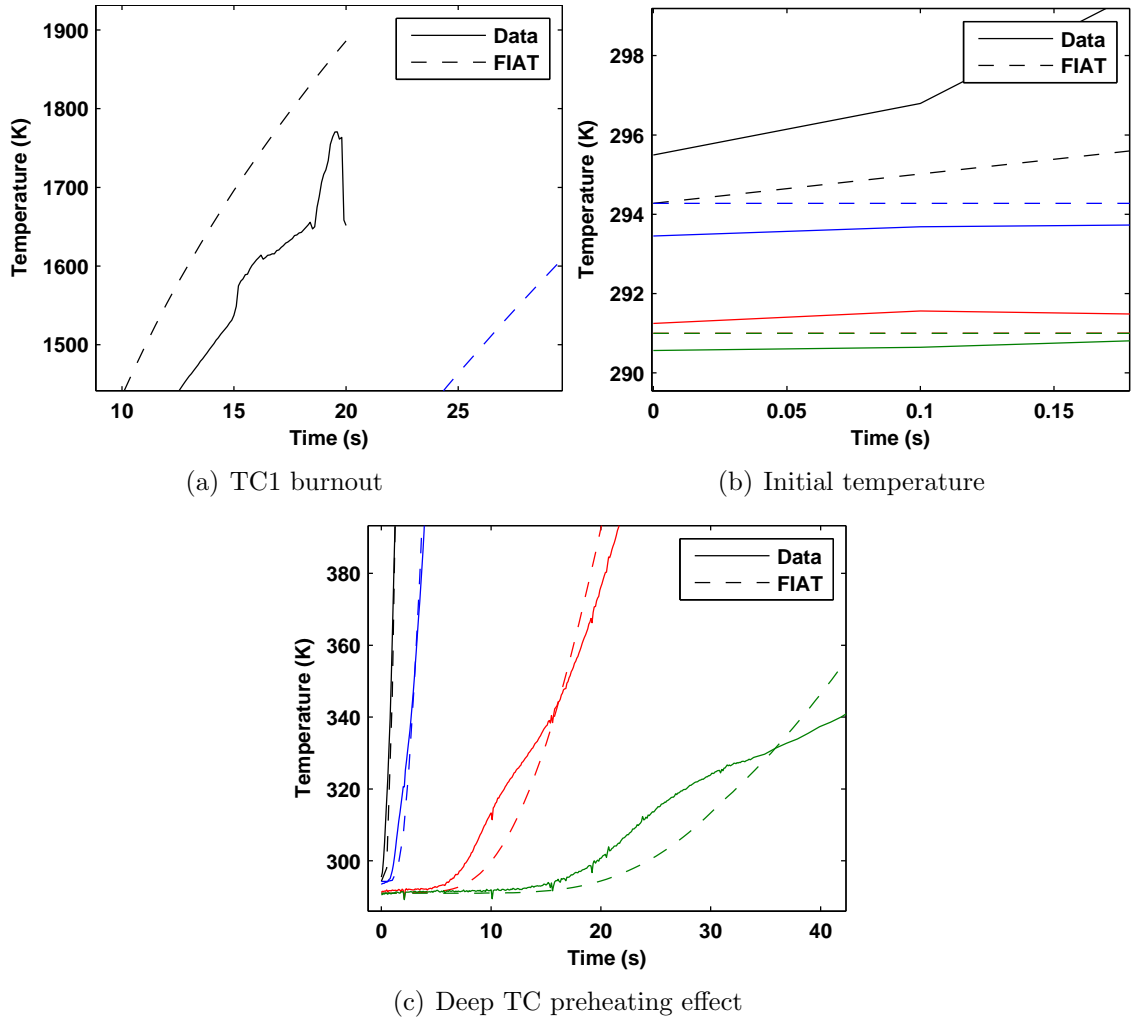 1900
1800
1700
1600
1500
Temperature (K)
Data
FIAT
10 15 20 25
Time (s)
(a) TC1 burnout
298
296
294
292
290
Temperature (K)
Data
FIAT
0 0.05 0.1 0.15
Time (s)
(b) Initial temperature
380
360
340
320
300
Temperature (K)
Data
FIAT
0 10 20 30 40
Time (s)
(c) Deep TC preheating effect